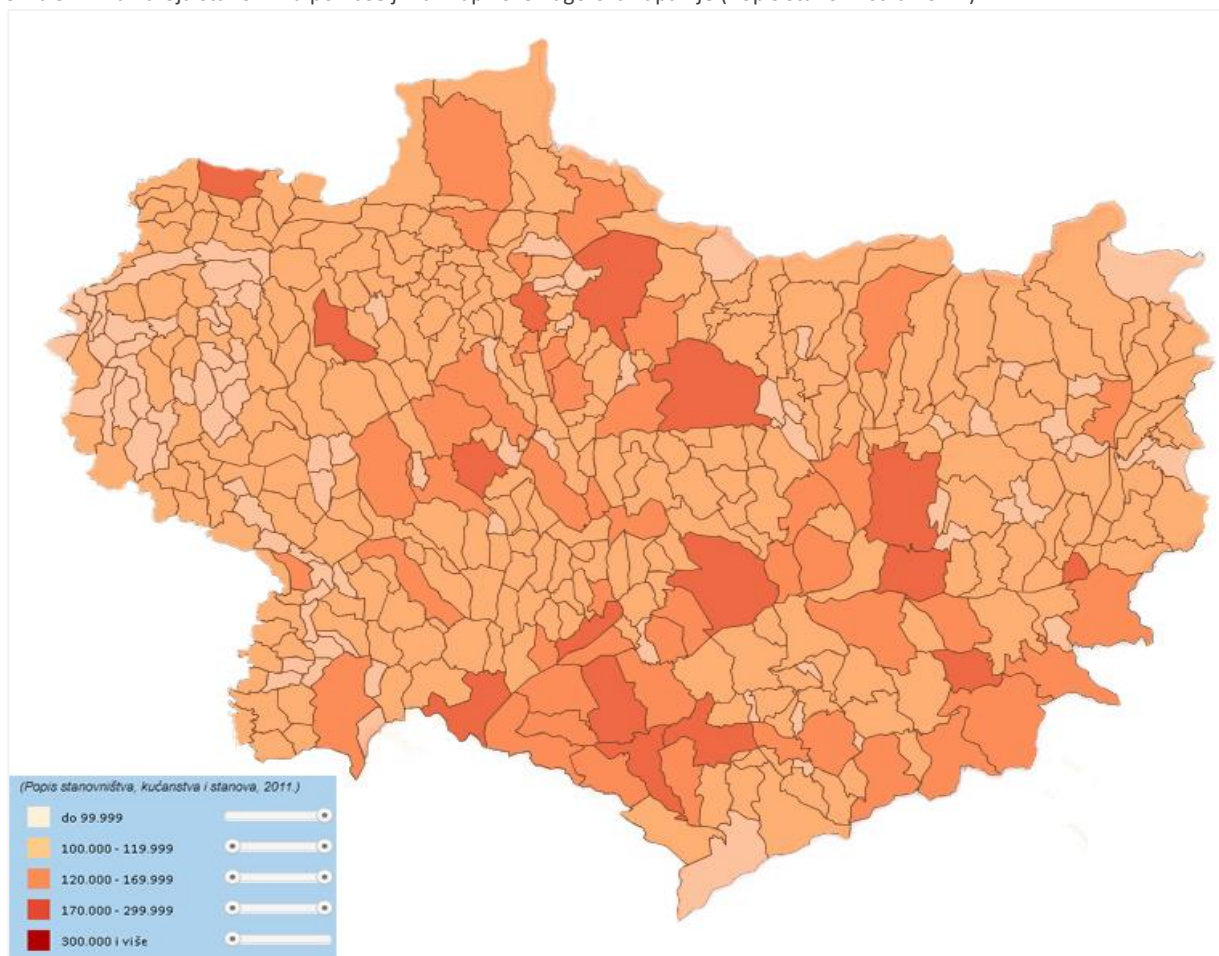 (Popis stanovništva, kućanstva i stanova, 2011.)
do 99.999
100.000 - 119.999
120.000 - 169.999
170.000 - 299.999
300.000 i više